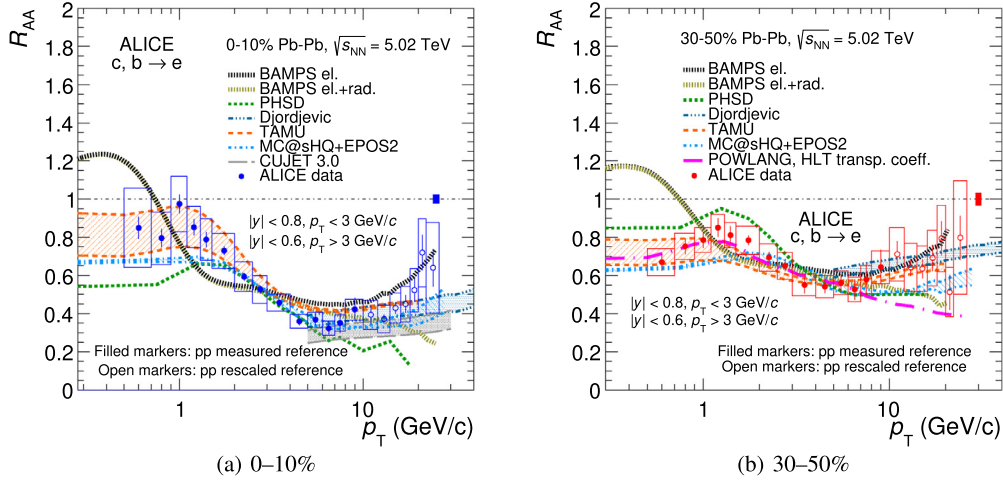 R_AA
2
1.8
1.6
1.4
1.2
1
0.8
0.6
0.4
0.2
0
ALICE
c, b → e
0-10% Pb-Pb, √s_NN = 5.02 TeV
BAMPS el.
BAMPS el.+rad.
PHSD
Djordjevic
TAMU
MC@sHQ+EPOS2
CUJET 3.0
ALICE data
|y| < 0.8, p_T < 3 GeV/c
|y| < 0.6, p_T > 3 GeV/c
Filled markers: pp measured reference
Open markers: pp rescaled reference
1
10
p_T (GeV/c)
(a) 0–10%
R_AA
2
1.8
1.6
1.4
1.2
1
0.8
0.6
0.4
0.2
0
30-50% Pb-Pb, √s_NN = 5.02 TeV
BAMPS el.
BAMPS el.+rad.
PHSD
Djordjevic
TAMU
MC@sHQ+EPOS2
POWLANG, HLT transp. coeff.
ALICE data
ALICE
c, b → e
|y| < 0.8, p_T < 3 GeV/c
|y| < 0.6, p_T > 3 GeV/c
Filled markers: pp measured reference
Open markers: pp rescaled reference
1
10
p_T (GeV/c)
(b) 30–50%